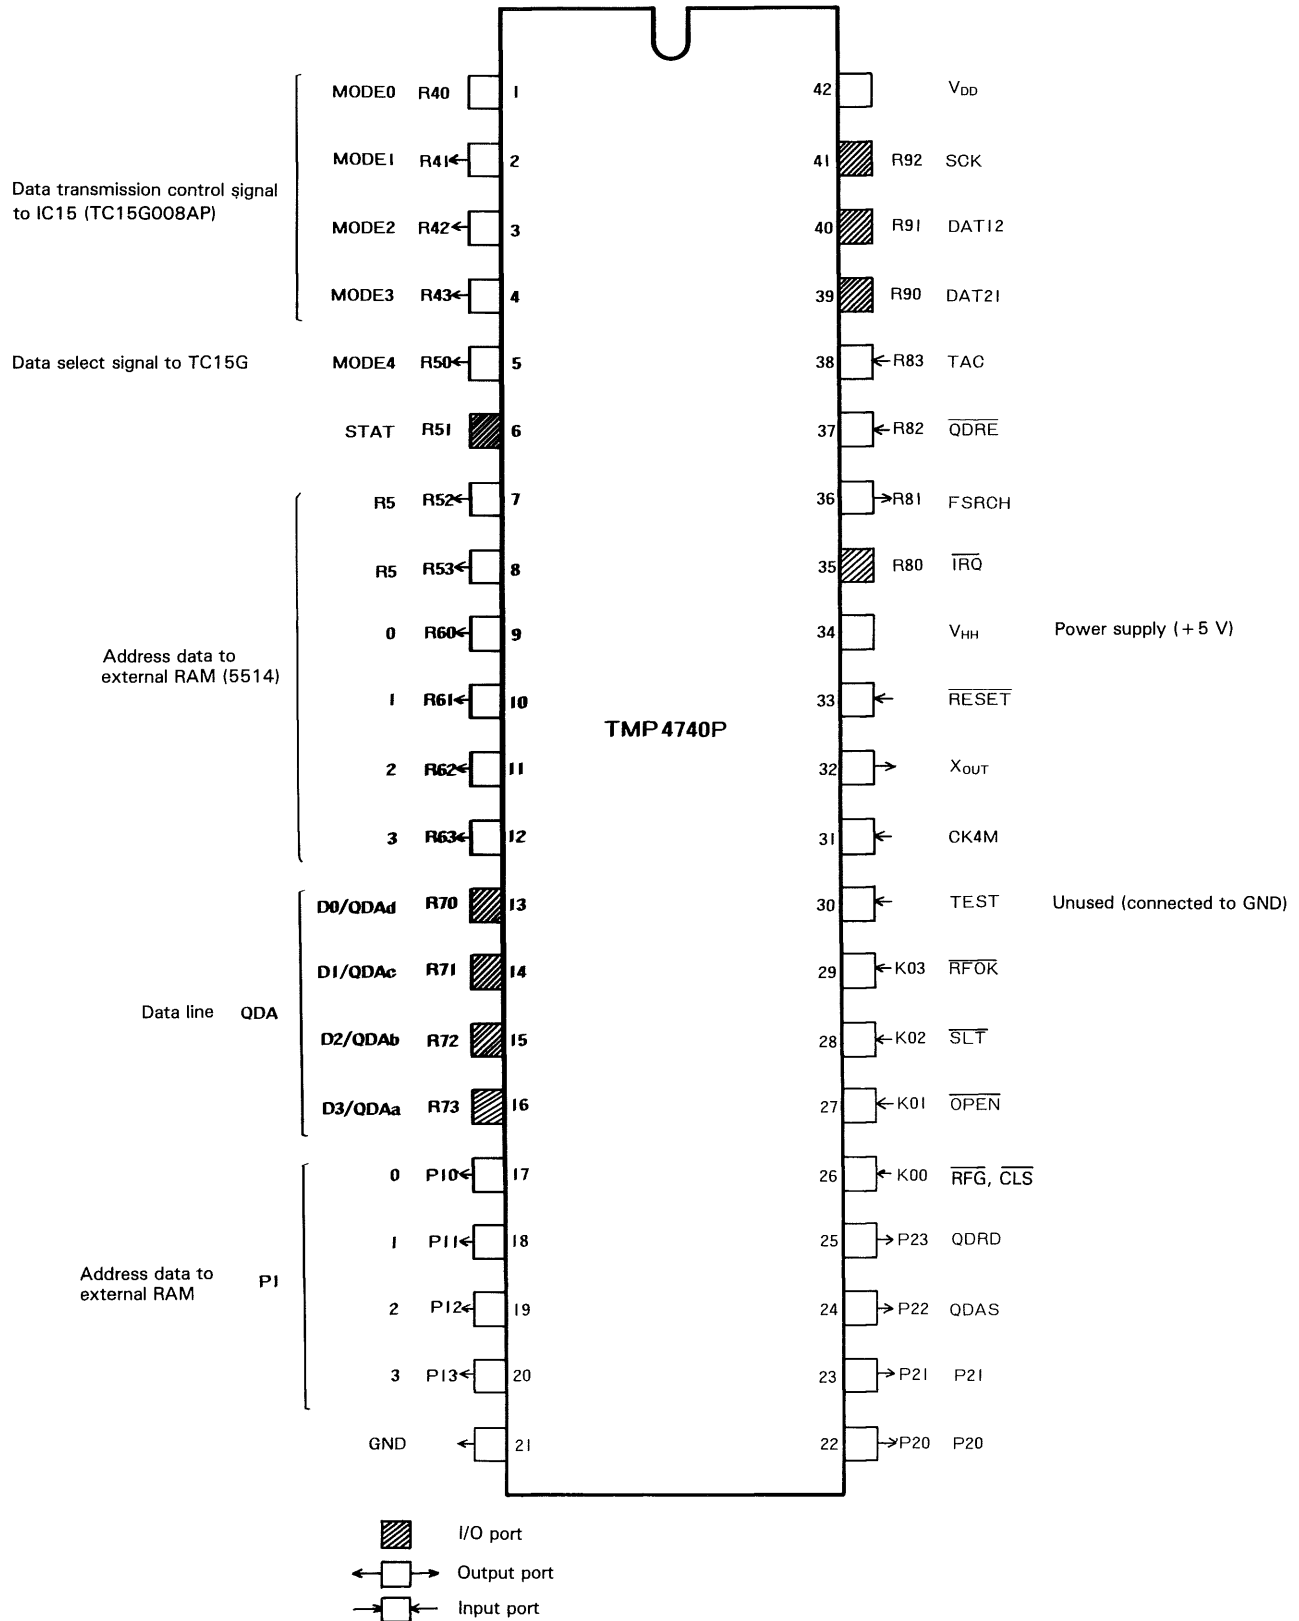 Data transmission control signal
to IC15 (TC15G008AP)
MODE0 R40 1
MODE1 R41 2
MODE2 R42 3
MODE3 R43 4
Data select signal to TC15G MODE4 R50 5
STAT R51 6
R5 R52 7
R5 R53 8
Address data to
external RAM (5514)
0 R60 9
1 R61 10
2 R62 11
3 R63 12
Data line QDA
D0/QDAd R70 13
D1/QDAc R71 14
D2/QDAb R72 15
D3/QDAa R73 16
Address data to
external RAM
P1
0 P10 17
1 P11 18
2 P12 19
3 P13 20
GND 21
TMP4740P
42 VDD
41 R92 SCK
40 R91 DAT12
39 R90 DAT21
38 R83 TAC
37 R82 QDRE
36 R81 FSRCH
35 R80 IRQ
34 VHH Power supply (+5 V)
33 RESET
32 XOUT
31 CK4M
30 TEST Unused (connected to GND)
29 K03 RFOK
28 K02 SLT
27 K01 OPEN
26 K00 RFG, CLS
25 P23 QDRD
24 P22 QDAS
23 P21 P21
22 P20 P20
I/O port
Output port
Input port